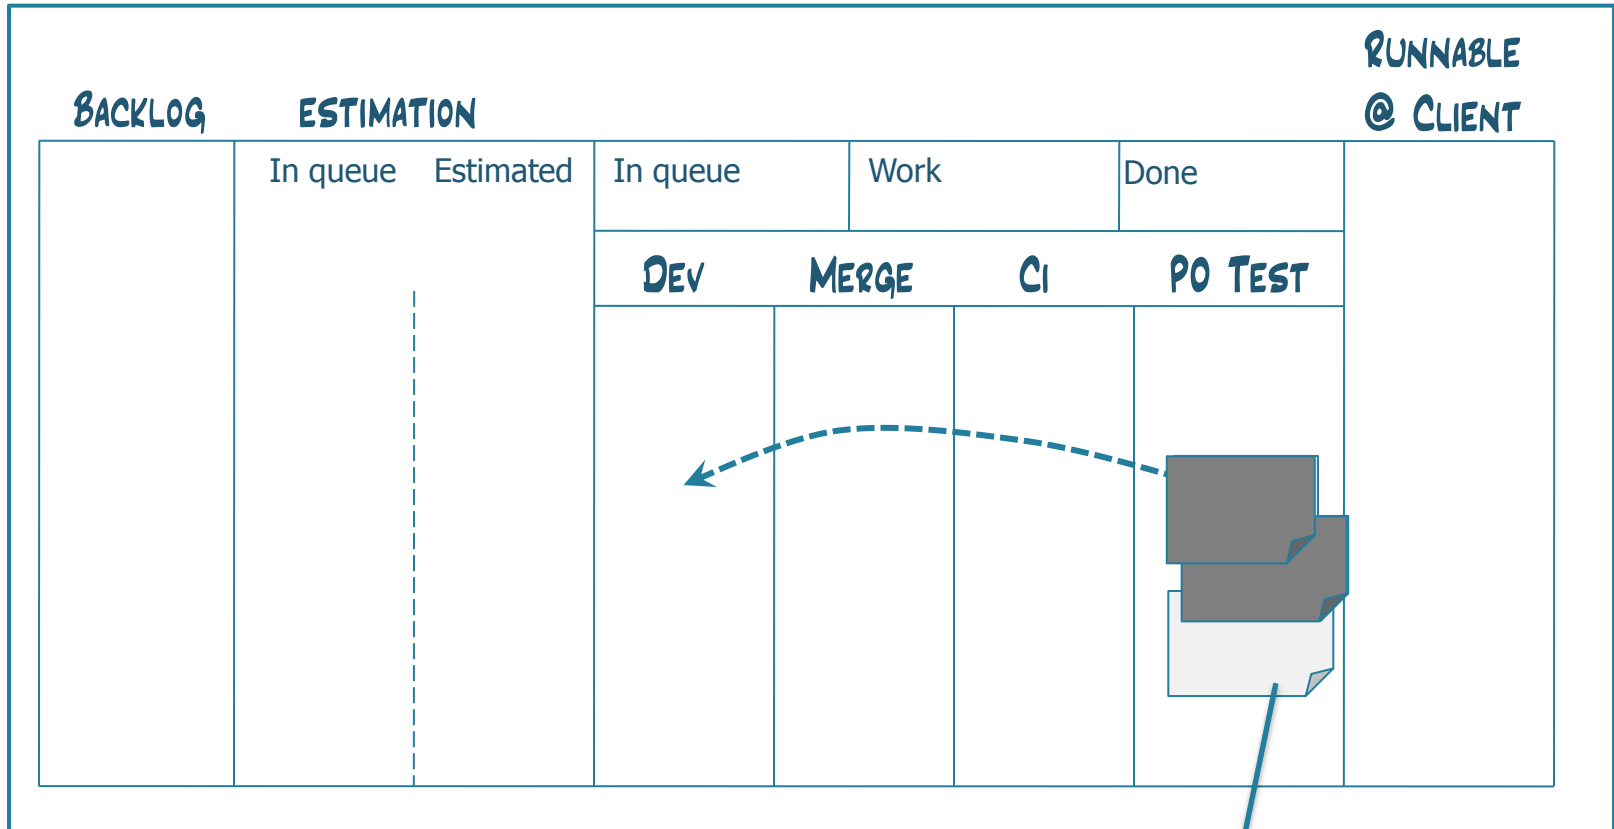 Runnable
@ Client
Backlog
estimation
In queue
Estimated
In queue
Work
Done
Dev
Merge
CI
PO Test